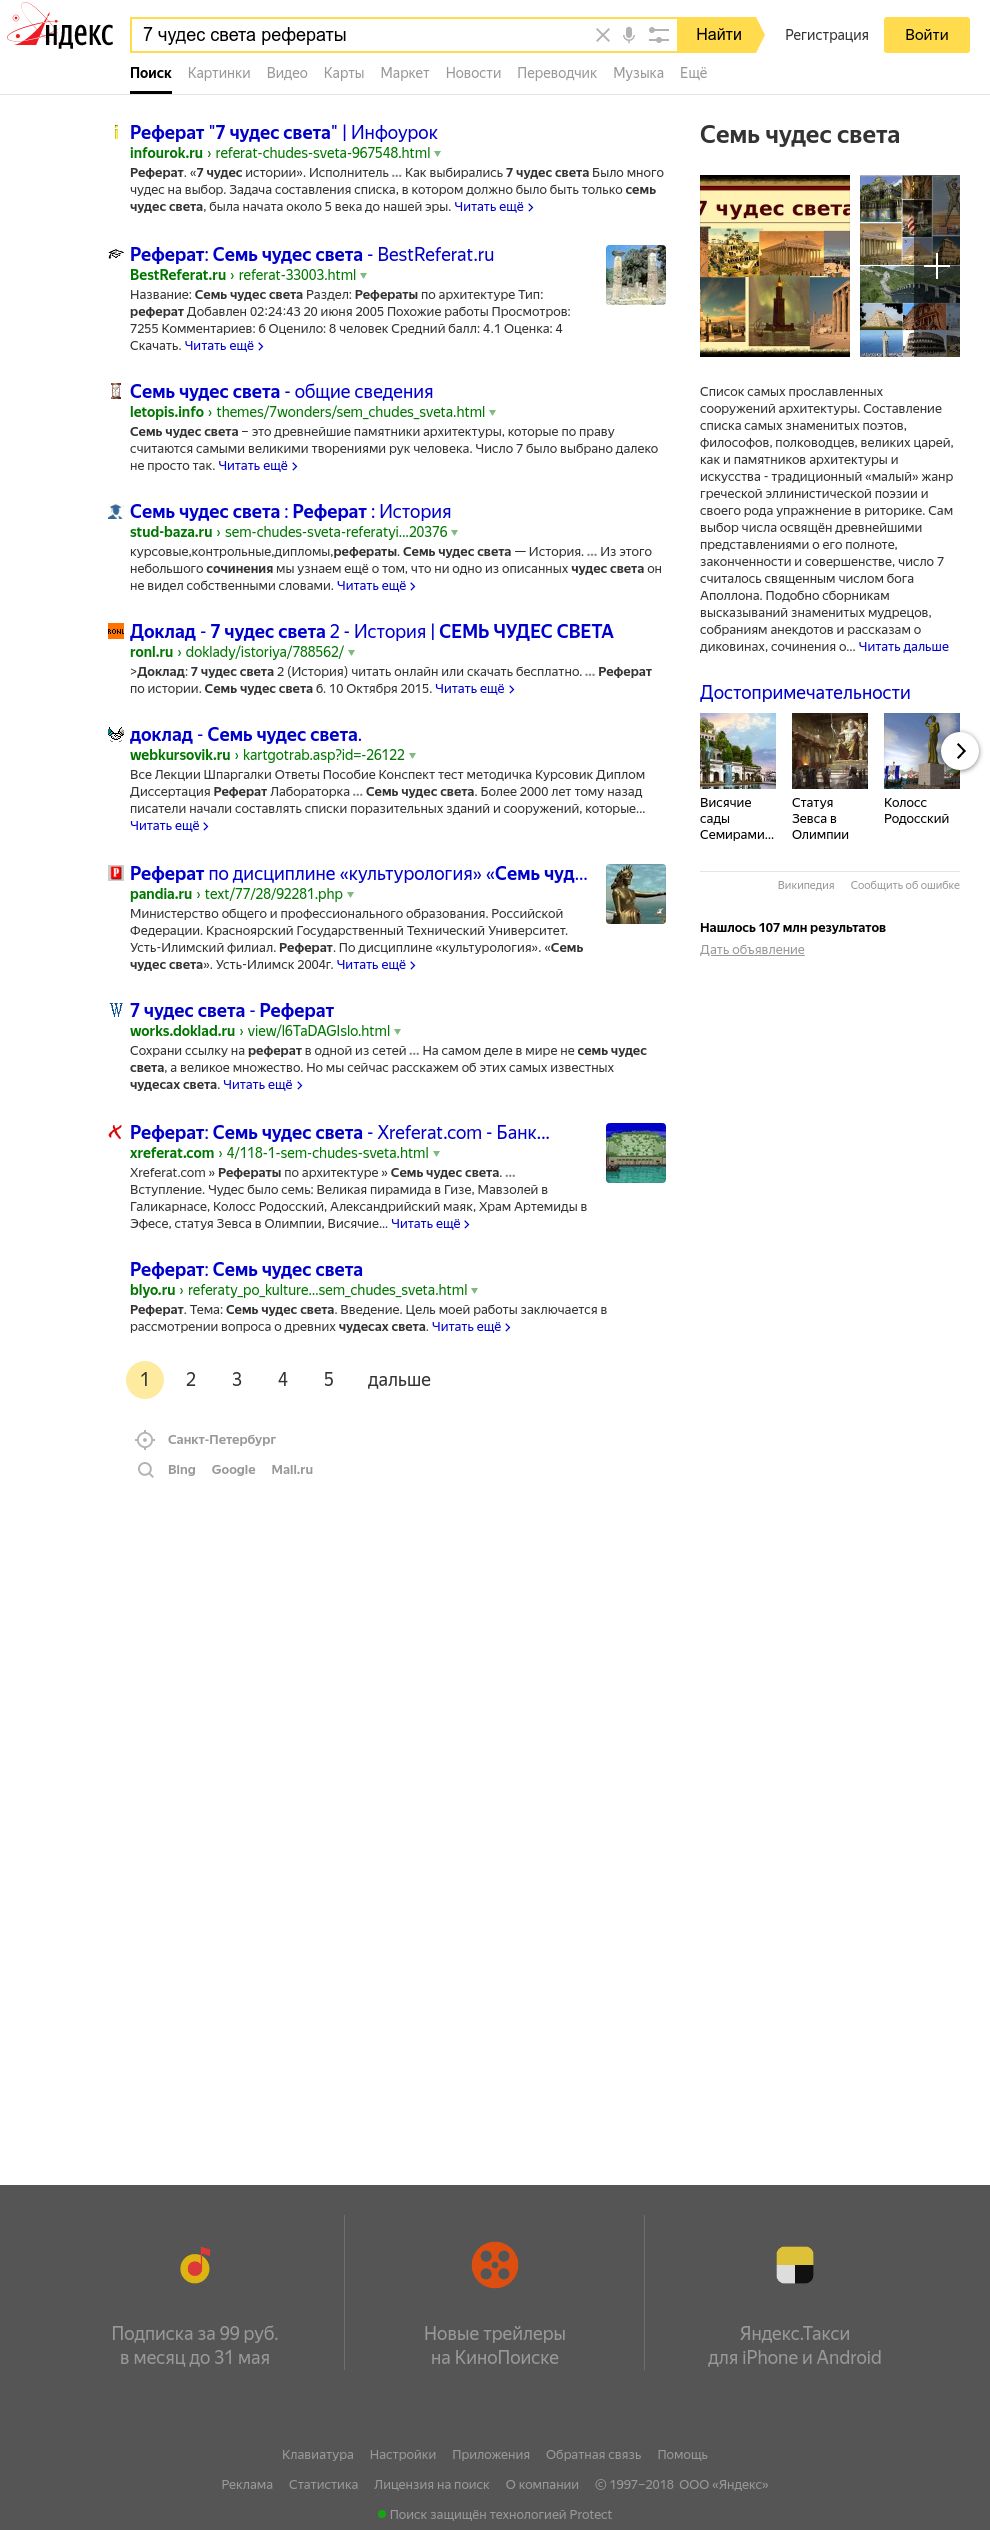 Яндекс
7 чудес света рефераты
Найти
Регистрация
Войти
Поиск Картинки Видео Карты Маркет Новости Переводчик Музыка Ещё
Реферат "7 чудес света" | Инфоурок
infourok.ru › referat-chudes-sveta-967548.html
Реферат. «7 чудес истории». Исполнитель ... Как выбирались 7 чудес света Было много
чудес на выбор. Задача составления списка, в котором должно было быть только семь
чудес света, была начата около 5 века до нашей эры. Читать ещё
Реферат: Семь чудес света - BestReferat.ru
BestReferat.ru › referat-33003.html
Название: Семь чудес света Раздел: Рефераты по архитектуре Тип:
реферат Добавлен 02:24:43 20 июня 2005 Похожие работы Просмотров:
7255 Комментариев: 6 Оценило: 8 человек Средний балл: 4.1 Оценка: 4
Скачать. Читать ещё
Семь чудес света - общие сведения
letopis.info › themes/7wonders/sem_chudes_sveta.html
Семь чудес света – это древнейшие памятники архитектуры, которые по праву
считаются самыми великими творениями рук человека. Число 7 было выбрано далеко
не просто так. Читать ещё
Семь чудес света : Реферат : История
stud-baza.ru › sem-chudes-sveta-referatyi...20376
курсовые,контрольные,дипломы,рефераты. Семь чудес света — История. ... Из этого
небольшого сочинения мы узнаем ещё о том, что ни одно из описанных чудес света он
не видел собственными словами. Читать ещё
RONL
Доклад - 7 чудес света 2 - История | СЕМЬ ЧУДЕС СВЕТА
ronl.ru › doklady/istoriya/788562/
>Доклад: 7 чудес света 2 (История) читать онлайн или скачать бесплатно. ... Реферат
по истории. Семь чудес света 6. 10 Октября 2015. Читать ещё
доклад - Семь чудес света.
webkursovik.ru › kartgotrab.asp?id=-26122
Все Лекции Шпаргалки Ответы Пособие Конспект тест методичка Курсовик Диплом
Диссертация Реферат Лабораторка ... Семь чудес света. Более 2000 лет тому назад
писатели начали составлять списки поразительных зданий и сооружений, которые...
Читать ещё
Реферат по дисциплине «культурология» «Семь чуд...
pandia.ru › text/77/28/92281.php
Министерство общего и профессионального образования. Российской
Федерации. Красноярский Государственный Технический Университет.
Усть-Илимский филиал. Реферат. По дисциплине «культурология». «Семь
чудес света». Усть-Илимск 2004г. Читать ещё
7 чудес света - Реферат
works.doklad.ru › view/l6TaDAGIslo.html
Сохрани ссылку на реферат в одной из сетей ... На самом деле в мире не семь чудес
света, а великое множество. Но мы сейчас расскажем об этих самых известных
чудесах света. Читать ещё
Реферат: Семь чудес света - Xreferat.com - Банк...
xreferat.com › 4/118-1-sem-chudes-sveta.html
Xreferat.com » Рефераты по архитектуре » Семь чудес света. ...
Вступление. Чудес было семь: Великая пирамида в Гизе, Мавзолей в
Галикарнасе, Колосс Родосский, Александрийский маяк, Храм Артемиды в
Эфесе, статуя Зевса в Олимпии, Висячие... Читать ещё
Реферат: Семь чудес света
blyo.ru › referaty_po_kulture...sem_chudes_sveta.html
Реферат. Тема: Семь чудес света. Введение. Цель моей работы заключается в
рассмотрении вопроса о древних чудесах света. Читать ещё
1 2 3 4 5 дальше
Санкт-Петербург
Bing Google Mail.ru
Семь чудес света
7 чудес света
Список самых прославленных
сооружений архитектуры. Составление
списка самых знаменитых поэтов,
философов, полководцев, великих царей,
как и памятников архитектуры и
искусства - традиционный «малый» жанр
греческой эллинистической поэзии и
своего рода упражнение в риторике. Сам
выбор числа освящён древнейшими
представлениями о его полноте,
законченности и совершенстве, число 7
считалось священным числом бога
Аполлона. Подобно сборникам
высказываний знаменитых мудрецов,
собраниям анекдотов и рассказам о
диковинах, сочинения о... Читать дальше
Достопримечательности
Висячие
сады
Семирами...
Статуя
Зевса в
Олимпии
Колосс
Родосский
Википедия Сообщить об ошибке
Нашлось 107 млн результатов
Дать объявление
Подписка за 99 руб.
в месяц до 31 мая
Новые трейлеры
на КиноПоиске
Яндекс.Такси
для iPhone и Android
Клавиатура Настройки Приложения Обратная связь Помощь
Реклама Статистика Лицензия на поиск О компании © 1997–2018 ООО «Яндекс»
Поиск защищён технологией Protect